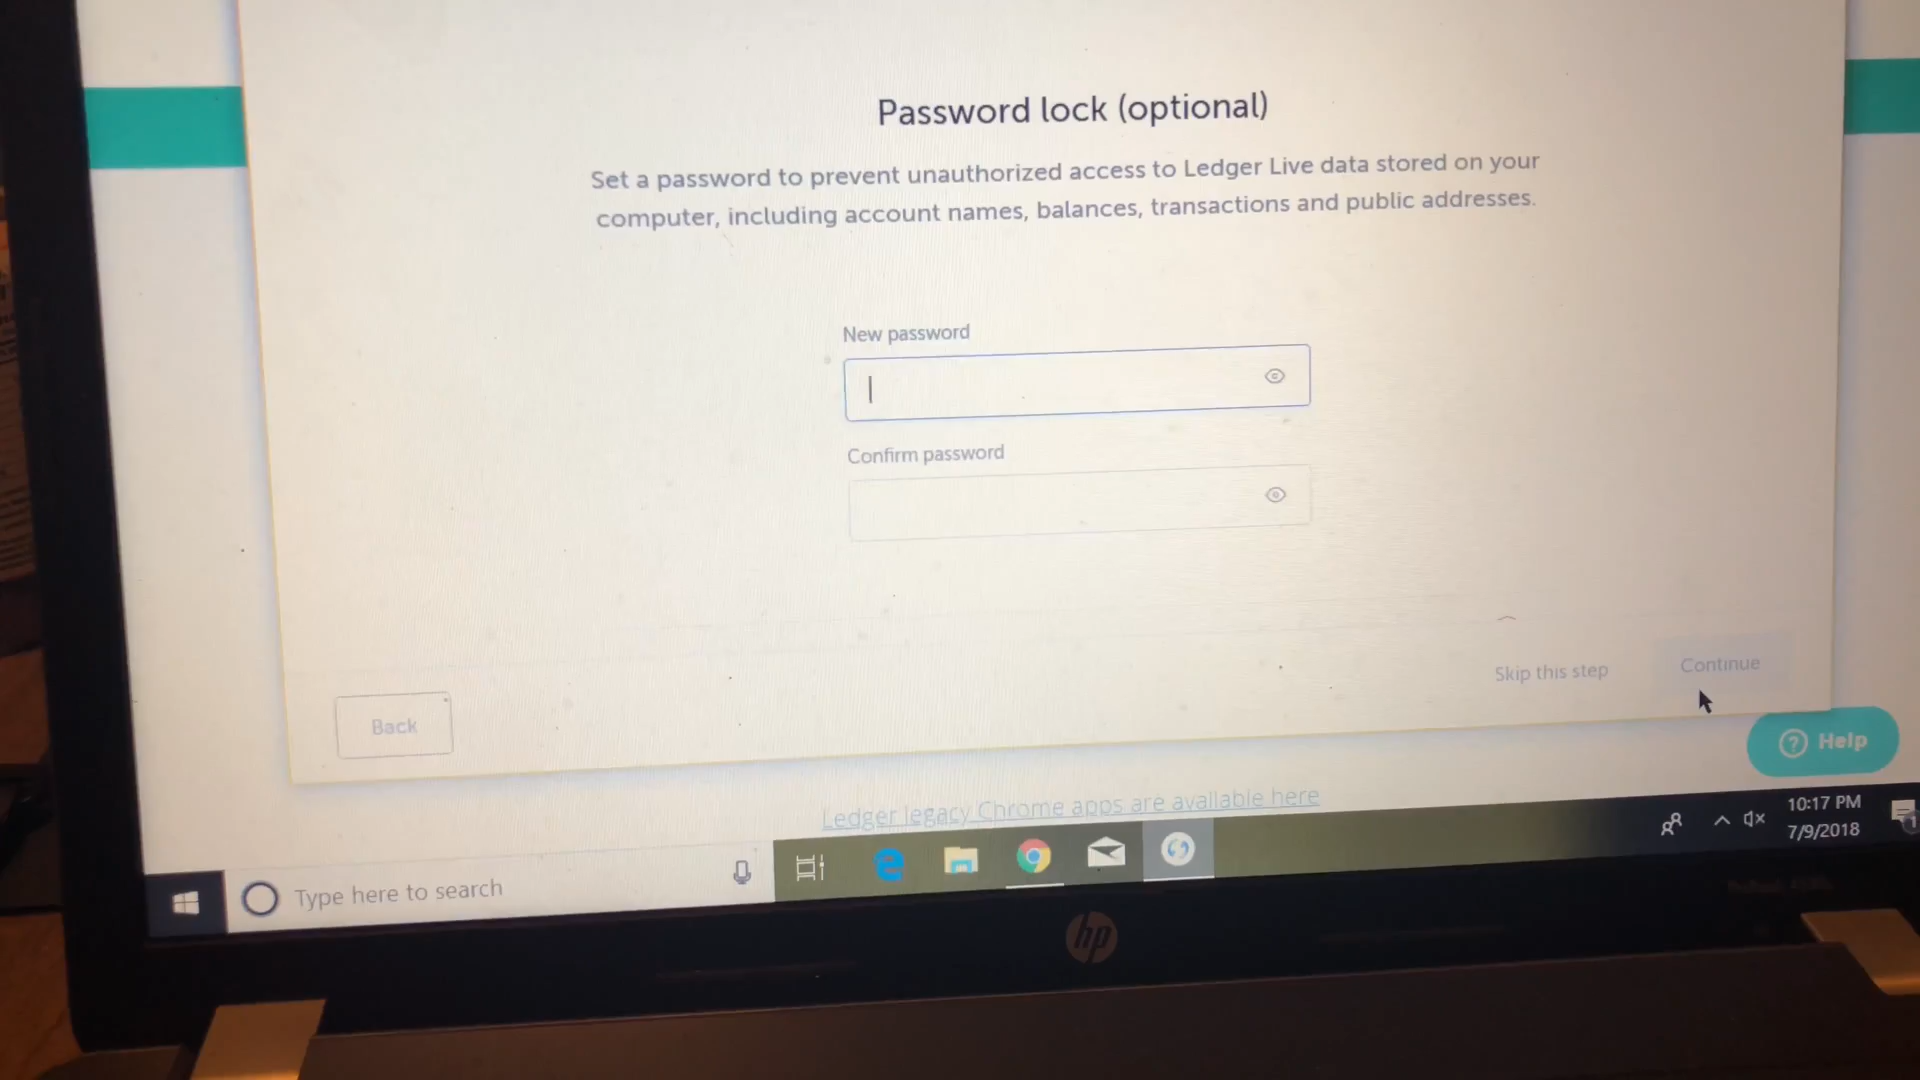 Password lock (optional)
Set a password to prevent unauthorized access to Ledger Live data stored on your
computer, including account names, balances, transactions and public addresses.
New password
Confirm password
Skip this step
Continue
Back
Help
Ledger legacy Chrome apps are available here
10:17 PM
7/9/2018
1
Type here to search
hp